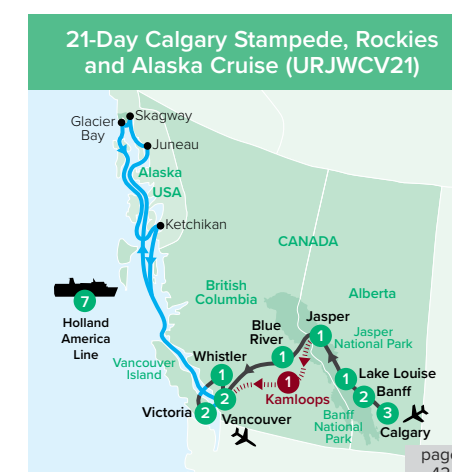 21-Day Calgary Stampede, Rockies
and Alaska Cruise (URJWCV21)
Skagway
Glacier
Bay
Juneau
Alaska
USA
Ketchikan
CANADA
British
Columbia
Alberta
7
Holland
America
Line
Jasper
1
Jasper
National Park
Blue
River
1
Whistler
1
Vancouver
Island
1
Kamloops
1
Lake Louise
2
Banff
3
Calgary
Banff
National
Park
Victoria
2
2
Vancouver
page